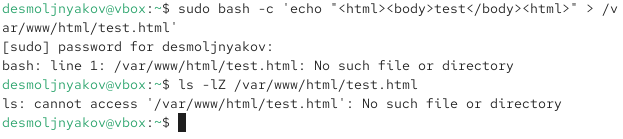 desmoljnyakov@vbox:~$ sudo bash -c 'echo "<html><body>test</body><html>" > /v
ar/www/html/test.html'
[sudo] password for desmoljnyakov:
bash: line 1: /var/www/html/test.html: No such file or directory
desmoljnyakov@vbox:~$ ls -lZ /var/www/html/test.html
ls: cannot access '/var/www/html/test.html': No such file or directory
desmoljnyakov@vbox:~$